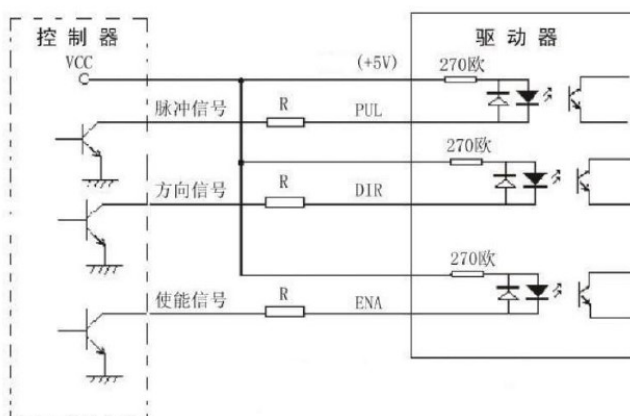 控制器
驱动器
VCC
(+5V)
270欧
脉冲信号
R
PUL
270欧
方向信号
R
DIR
270欧
使能信号
R
ENA